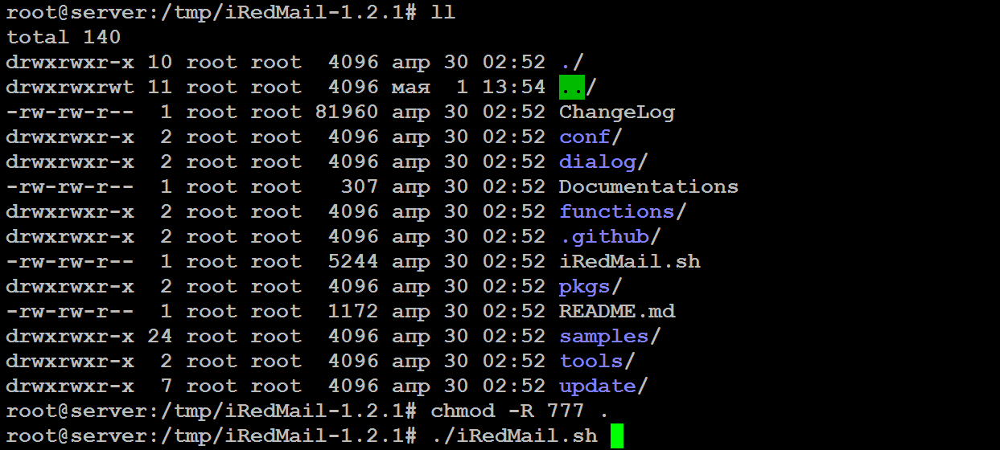 root@server:/tmp/iRedMail-1.2.1# ll
total 140
drwxrwxr-x 10 root root  4096 апр 30 02:52 ./
drwxrwxrwt 11 root root  4096 мая  1 13:54 ../
-rw-rw-r--  1 root root 81960 апр 30 02:52 ChangeLog
drwxrwxr-x  2 root root  4096 апр 30 02:52 conf/
drwxrwxr-x  2 root root  4096 апр 30 02:52 dialog/
-rw-rw-r--  1 root root   307 апр 30 02:52 Documentations
drwxrwxr-x  2 root root  4096 апр 30 02:52 functions/
drwxrwxr-x  2 root root  4096 апр 30 02:52 .github/
-rw-rw-r--  1 root root  5244 апр 30 02:52 iRedMail.sh
drwxrwxr-x  2 root root  4096 апр 30 02:52 pkgs/
-rw-rw-r--  1 root root  1172 апр 30 02:52 README.md
drwxrwxr-x 24 root root  4096 апр 30 02:52 samples/
drwxrwxr-x  2 root root  4096 апр 30 02:52 tools/
drwxrwxr-x  7 root root  4096 апр 30 02:52 update/
root@server:/tmp/iRedMail-1.2.1# chmod -R 777 .
root@server:/tmp/iRedMail-1.2.1# ./iRedMail.sh